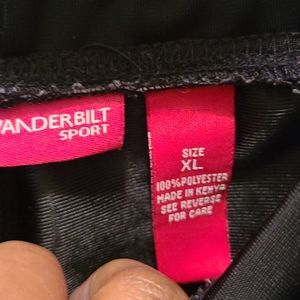 VANDERBILT
SPORT
SIZE
XL
100%POLYESTER
MADE IN KENYA
SEE REVERSE
FOR CARE